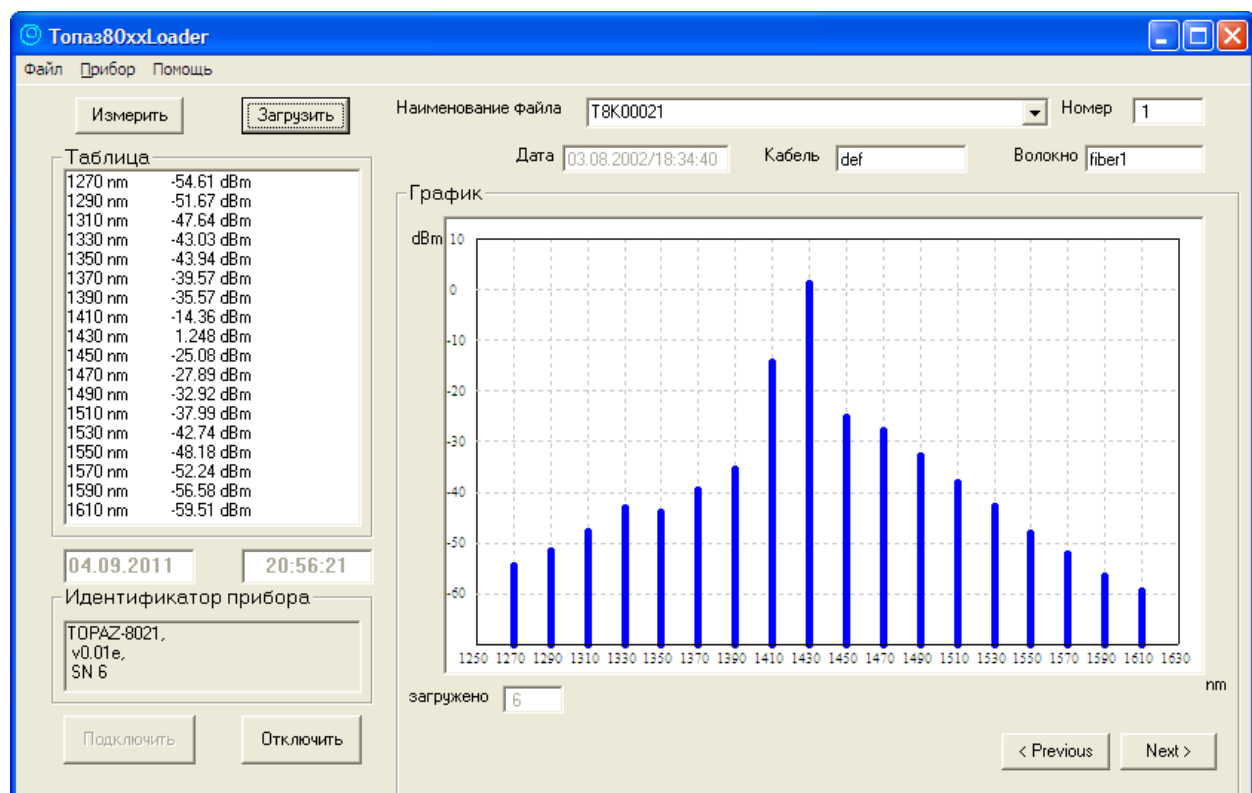 Топаз80xxLoader
Файл Прибор Помощь
Измерить Загрузить
Наименование файла T8K00021 Номер 1
Дата 03.08.2002/18:34:40 Кабель def Волокно fiber1
Таблица
1270 nm -54.61 dBm
1290 nm -51.67 dBm
1310 nm -47.64 dBm
1330 nm -43.03 dBm
1350 nm -43.94 dBm
1370 nm -39.57 dBm
1390 nm -35.57 dBm
1410 nm -14.36 dBm
1430 nm 1.248 dBm
1450 nm -25.08 dBm
1470 nm -27.89 dBm
1490 nm -32.92 dBm
1510 nm -37.99 dBm
1530 nm -42.74 dBm
1550 nm -48.18 dBm
1570 nm -52.24 dBm
1590 nm -56.58 dBm
1610 nm -59.51 dBm
04.09.2011 20:56:21
Идентификатор прибора
TOPAZ-8021,
v0.01e,
SN 6
Подключить Отключить
График
dBm 10
0
-10
-20
-30
-40
-50
-60
1250 1270 1290 1310 1330 1350 1370 1390 1410 1430 1450 1470 1490 1510 1530 1550 1570 1590 1610 1630
nm
загружено 6
< Previous Next >